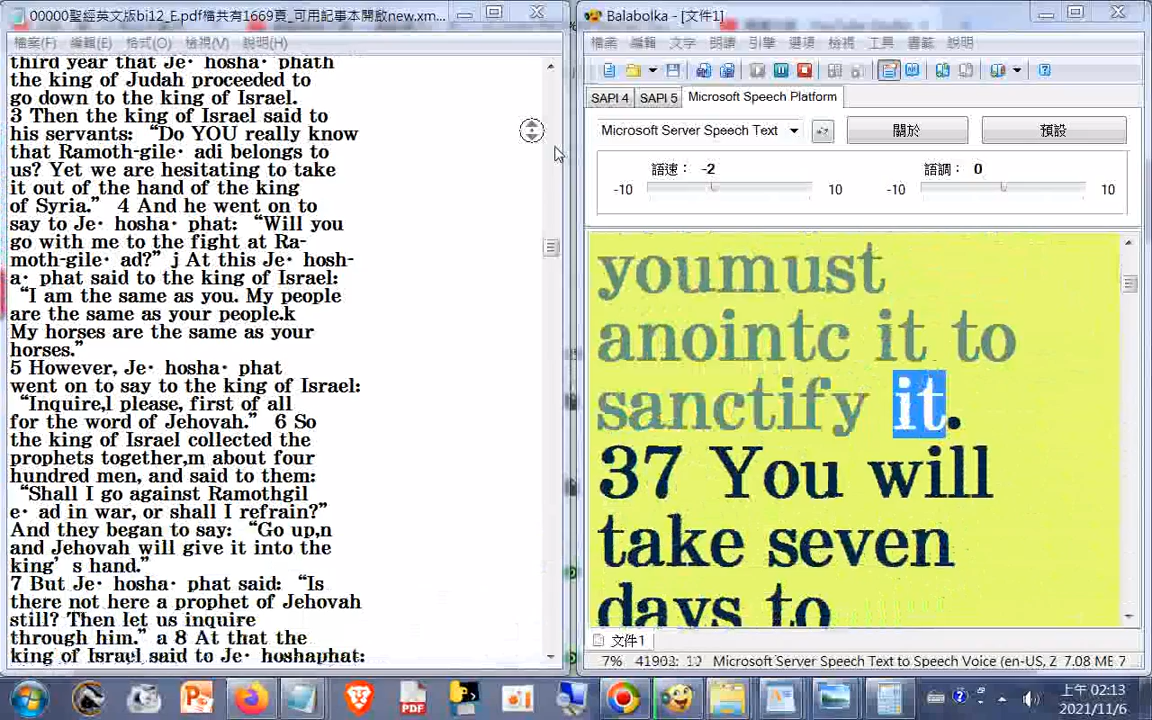 00000聖經英文版bi12_E.pdf檔共有1669頁_可用記事本開啟new.xm...
檔案(F) 編輯(E) 格式(O) 檢視(V) 說明(H)
third year that Je· hosha· phath
the king of Judah proceeded to
go down to the king of Israel.
3 Then the king of Israel said to
his servants: “Do YOU really know
that Ramoth-gile· adi belongs to
us? Yet we are hesitating to take
it out of the hand of the king
of Syria.” 4 And he went on to
say to Je· hosha· phat: “Will you
go with me to the fight at Ra-
moth-gile· ad?” j At this Je· hosh-
a· phat said to the king of Israel:
“I am the same as you. My people
are the same as your people.k
My horses are the same as your
horses.”
5 However, Je· hosha· phat
went on to say to the king of Israel:
“Inquire,l please, first of all
for the word of Jehovah.” 6 So
the king of Israel collected the
prophets together,m about four
hundred men, and said to them:
“Shall I go against Ramothgil
e· ad in war, or shall I refrain?”
And they began to say: “Go up,n
and Jehovah will give it into the
king’s hand.”
7 But Je· hosha· phat said: “Is
there not here a prophet of Jehovah
still? Then let us inquire
through him.” a 8 At that the
king of Israel said to Je· hoshaphat:
Balabolka - [文件1]
檔案 編輯 文字 朗讀 引擎 選項 檢視 工具 書籤 說明
SAPI 4 SAPI 5 Microsoft Speech Platform
Microsoft Server Speech Text 關於 預設
語速： -2 語調： 0
-10 10 -10 10
youmust
anointc it to
sanctify it.
37 You will
take seven
days to
文件1
7% 41903: Microsoft Server Speech Text to Speech Voice (en-US, Z 7.08 ME 7
上午 02:13
2021/11/6